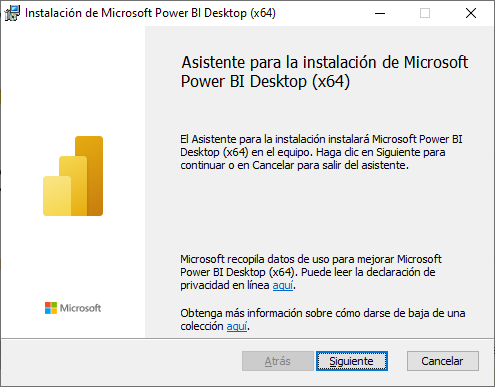 Instalación de Microsoft Power BI Desktop (x64)
Asistente para la instalación de Microsoft
Power BI Desktop (x64)
El Asistente para la instalación instalará Microsoft Power BI
Desktop (x64) en el equipo. Haga clic en Siguiente para
continuar o en Cancelar para salir del asistente.
Microsoft recopila datos de uso para mejorar Microsoft
Power BI Desktop (x64). Puede leer la declaración de
privacidad en línea aquí.
Microsoft
Obtenga más información sobre cómo darse de baja de una
colección aquí.
Atrás
Siguiente
Cancelar